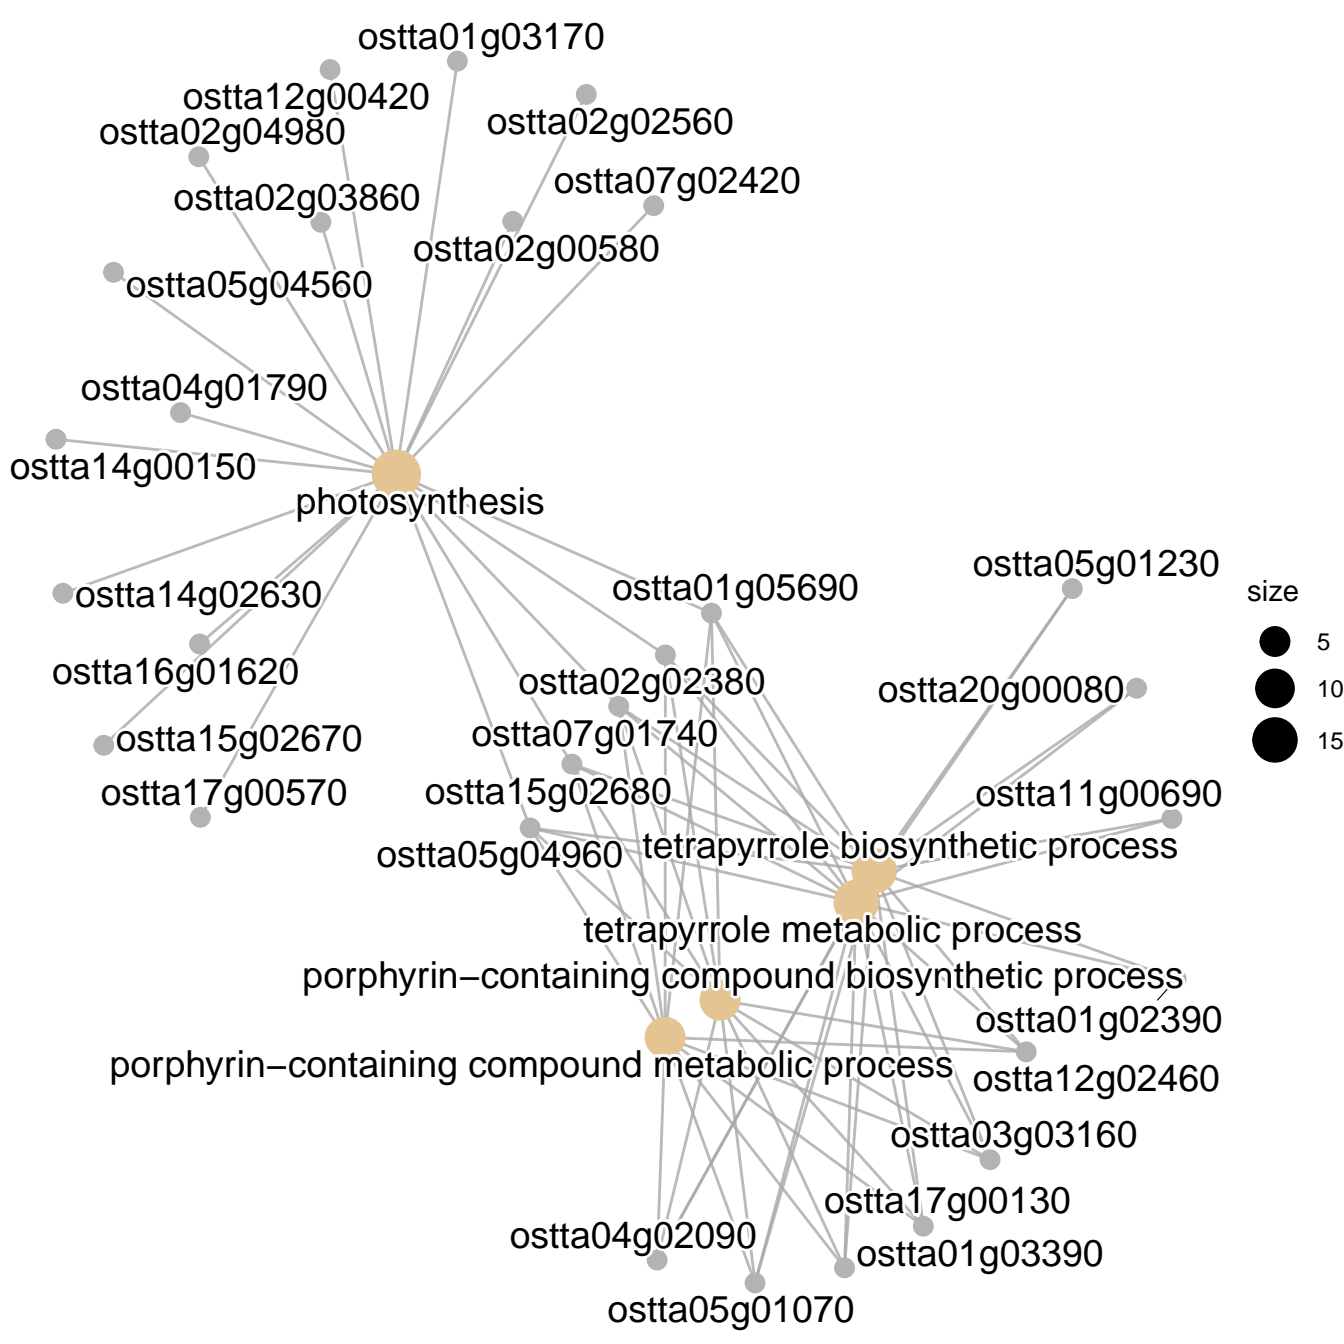 ostta01g03170
ostta12g00420
ostta02g02560
ostta02g04980
ostta07g02420
ostta02g03860
ostta02g00580
ostta05g04560
ostta04g01790
ostta14g00150
photosynthesis
ostta05g01230
ostta01g05690
size
ostta14g02630
5
ostta16g01620
ostta02g02380
ostta20g00080
10
ostta15g02670
ostta07g01740
15
ostta17g00570
ostta15g02680
ostta11g00690
ostta05g04960
tetrapyrrole biosynthetic process
tetrapyrrole metabolic process
porphyrin−containing compound biosynthetic process
ostta01g02390
porphyrin−containing compound metabolic process
ostta12g02460
ostta03g03160
ostta17g00130
ostta04g02090
ostta01g03390
ostta05g01070